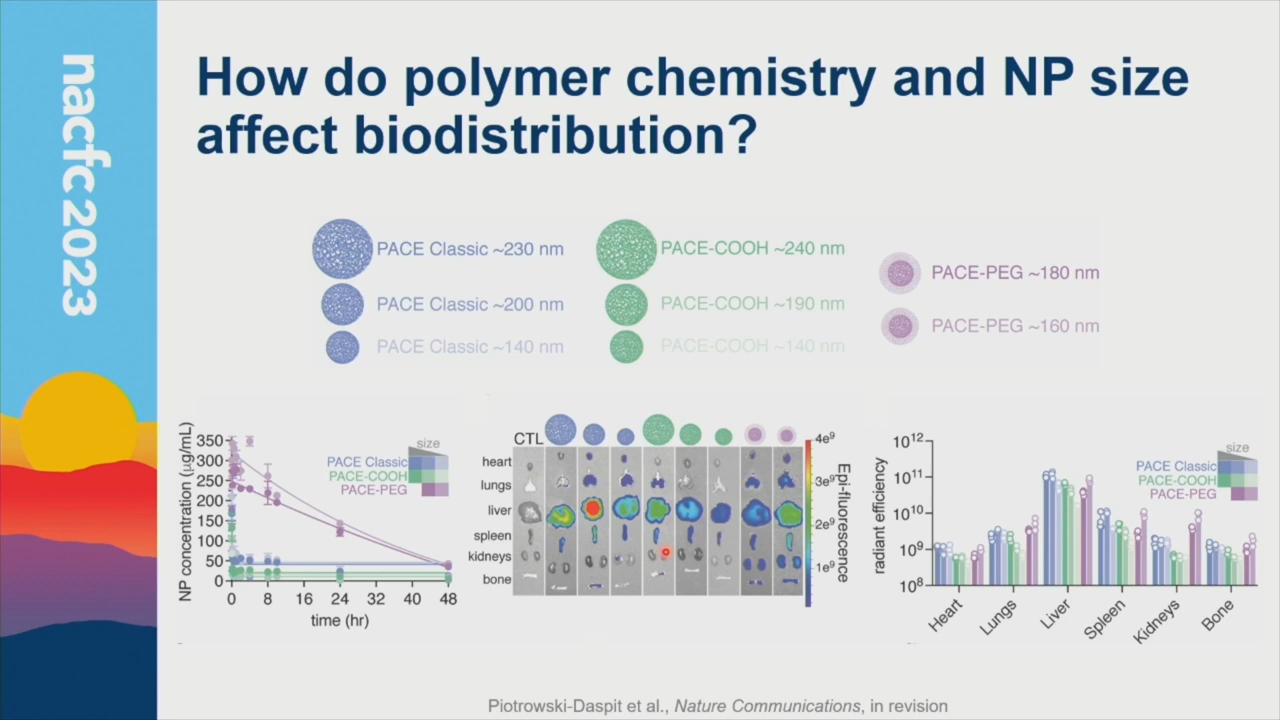 nacfc 2023
How do polymer chemistry and NP size
affect biodistribution?
PACE Classic ~230 nm
PACE Classic ~200 nm
PACE Classic ~140 nm
PACE-COOH ~240 nm
PACE-COOH ~190 nm
PACE-COOH ~140 nm
PACE-PEG ~180 nm
PACE-PEG ~160 nm
NP concentration (µg/mL)
350
300
250
200
150
100
50
0
0 8 16 24 32 40 48
time (hr)
size
PACE Classic
PACE-COOH
PACE-PEG
CTL
heart
lungs
liver
spleen
kidneys
bone
4e⁹
3e⁹
2e⁹
1e⁹
Epi-fluorescence
radiant efficiency
10¹²
10¹¹
10¹⁰
10⁹
10⁸
size
PACE Classic
PACE-COOH
PACE-PEG
Heart
Lungs
Liver
Spleen
Kidneys
Bone
Piotrowski-Daspit et al., Nature Communications, in revision